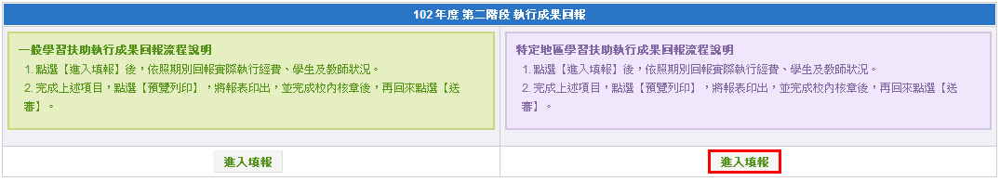 102 年度 第二階段 執行成果回報
一般學習扶助執行成果回報流程說明
1. 點選【進入填報】後，依照期別回報實際執行經費、學生及教師狀況。
2. 完成上述項目，點選【預覽列印】，將報表印出，並完成校內核章後，再回來點選【送
審】。
進入填報
特定地區學習扶助執行成果回報流程說明
1. 點選【進入填報】後，依照期別回報實際執行經費、學生及教師狀況。
2. 完成上述項目，點選【預覽列印】，將報表印出，並完成校內核章後，再回來點選【送
審】。
進入填報